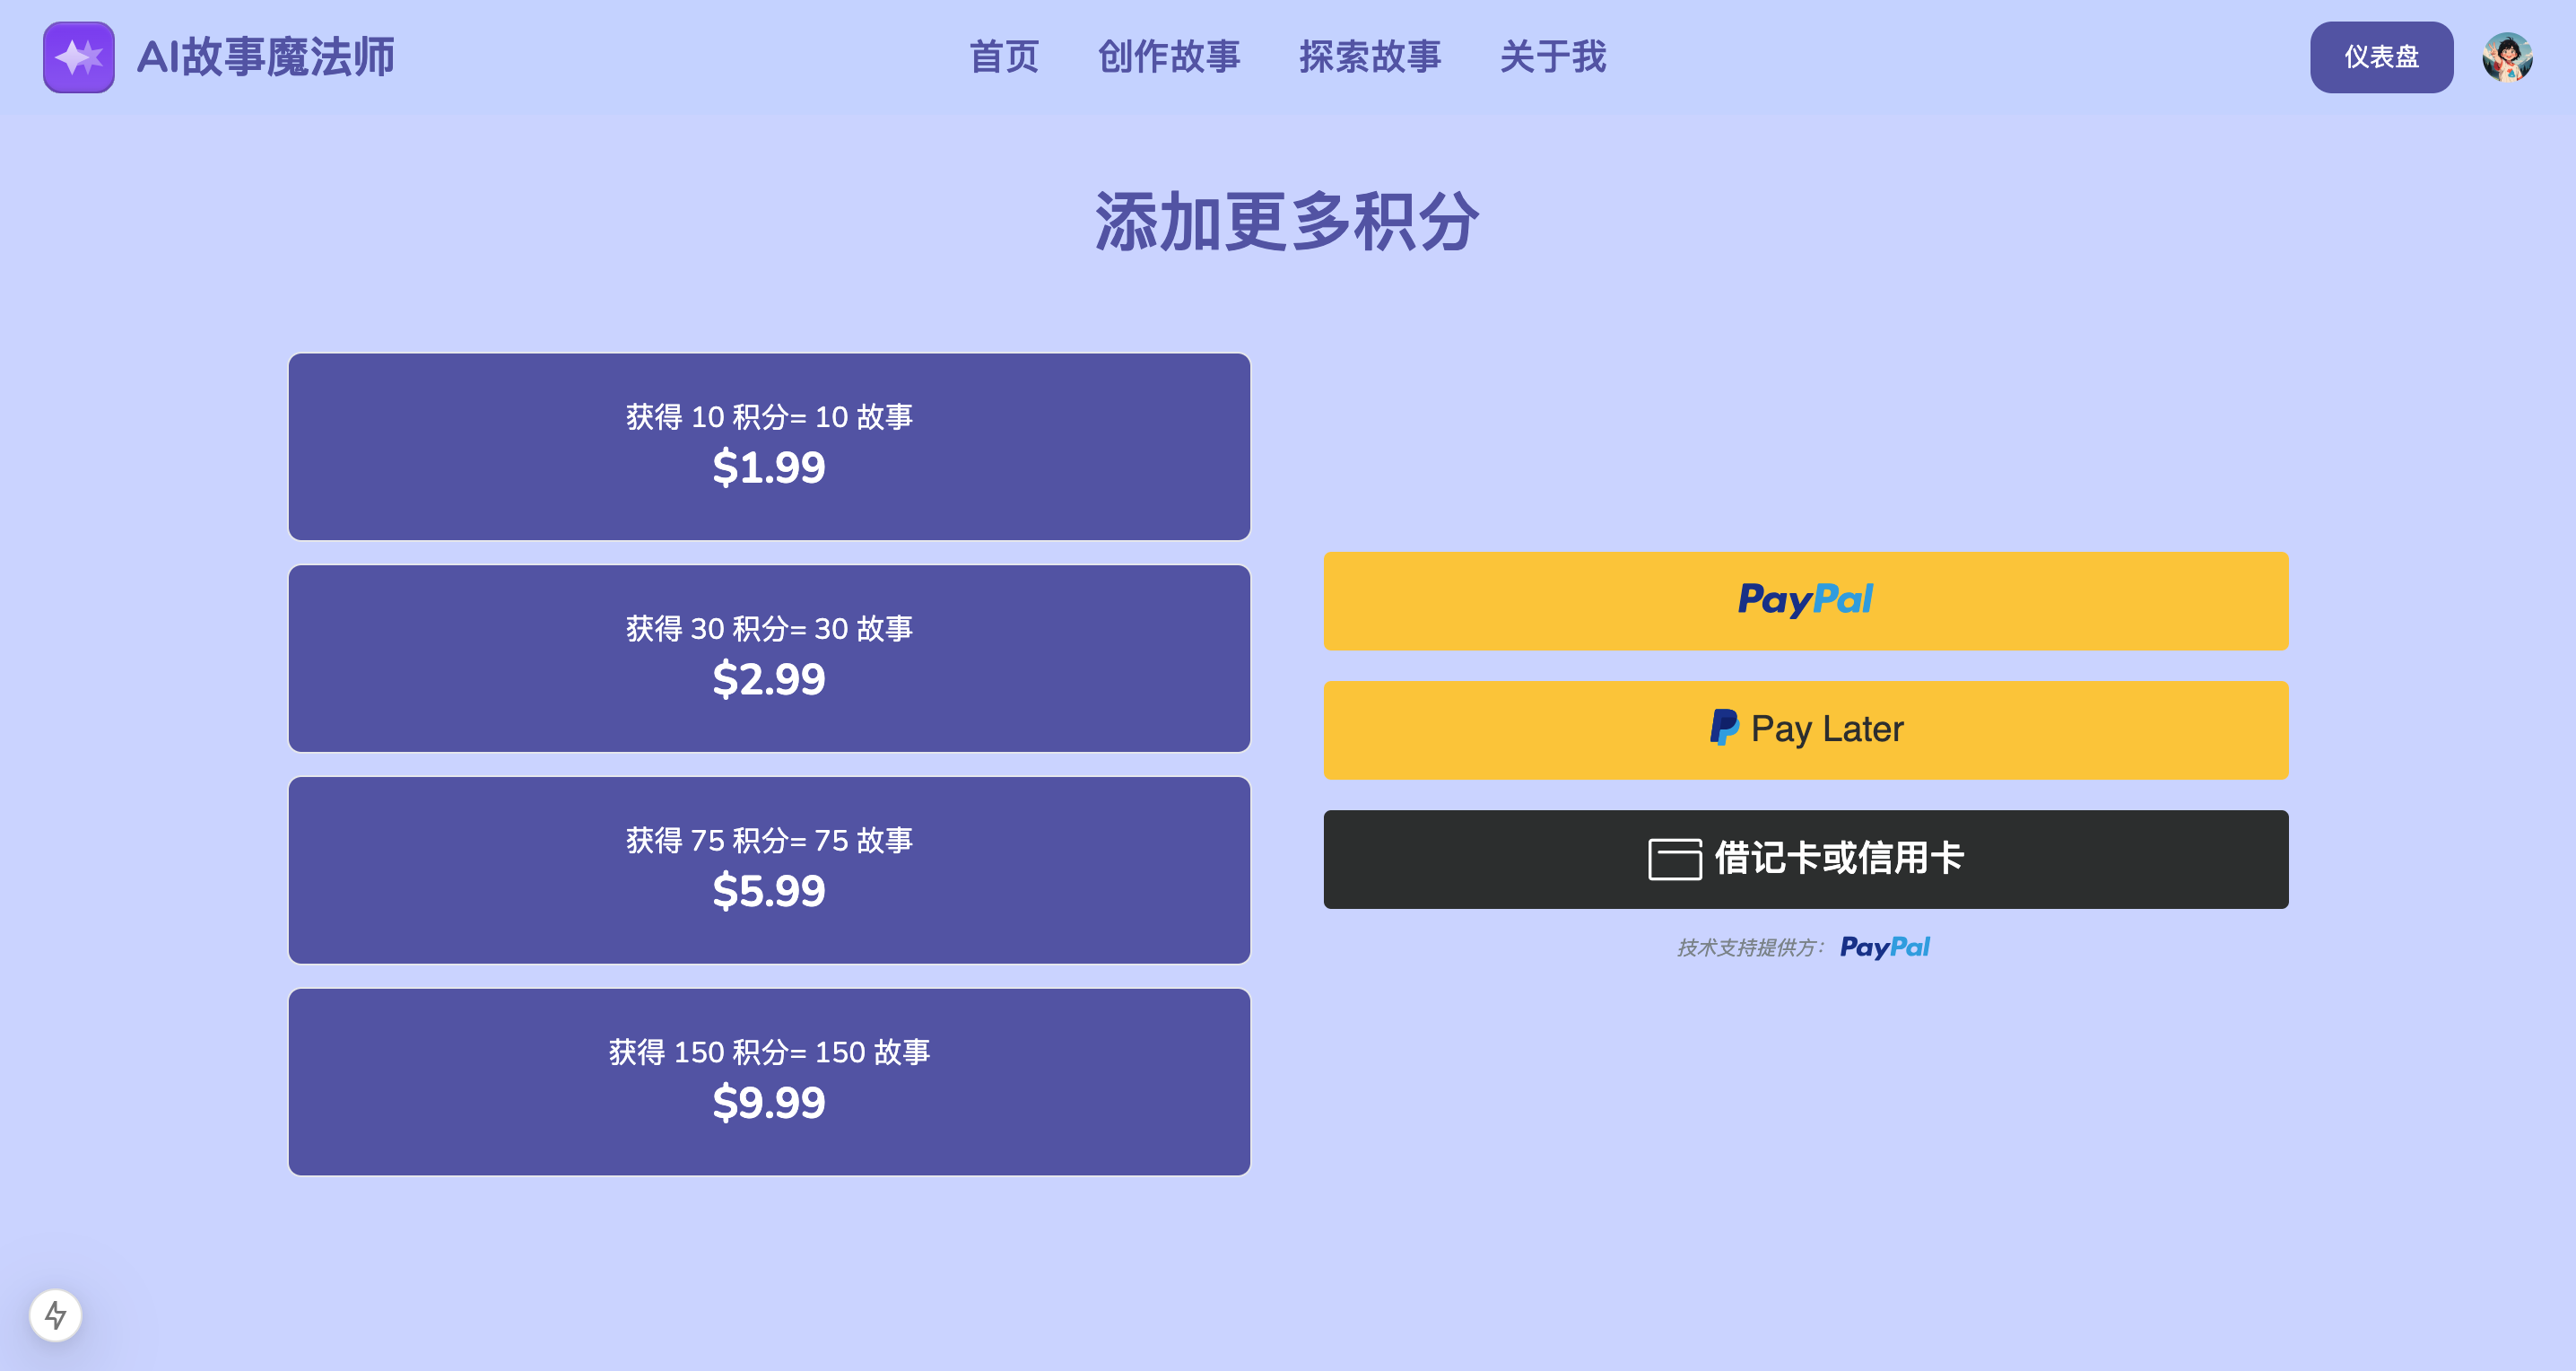 AI故事魔法师
首页 创作故事 探索故事 关于我
仪表盘
添加更多积分
获得 10 积分= 10 故事
$1.99
获得 30 积分= 30 故事
$2.99
获得 75 积分= 75 故事
$5.99
获得 150 积分= 150 故事
$9.99
PayPal
Pay Later
借记卡或信用卡
技术支持提供方： PayPal